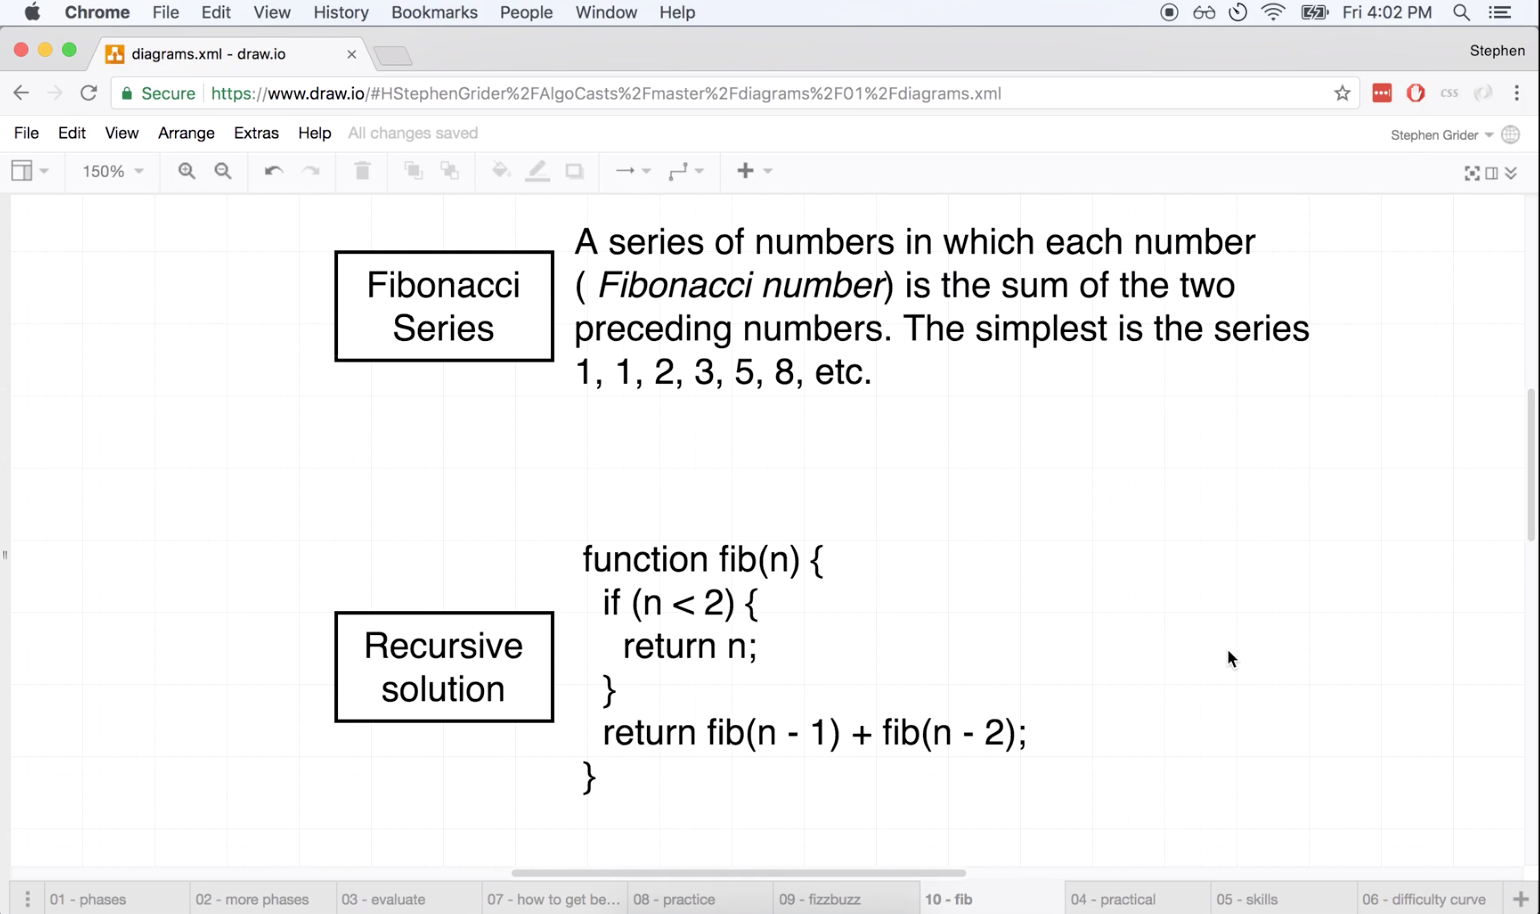 Chrome File Edit View History Bookmarks People Window Help Fri 4:02 PM
diagrams.xml - draw.io Stephen
Secure https://www.draw.io/#HStephenGrider%2FAlgoCasts%2Fmaster%2Fdiagrams%2F01%2Fdiagrams.xml CSS
File Edit View Arrange Extras Help All changes saved Stephen Grider
150%
Fibonacci
Series
A series of numbers in which each number
( Fibonacci number) is the sum of the two
preceding numbers. The simplest is the series
1, 1, 2, 3, 5, 8, etc.
Recursive
solution
function fib(n) {
if (n < 2) {
return n;
}
return fib(n - 1) + fib(n - 2);
}
01 - phases 02 - more phases 03 - evaluate 07 - how to get be... 08 - practice 09 - fizzbuzz 10 - fib 04 - practical 05 - skills 06 - difficulty curve